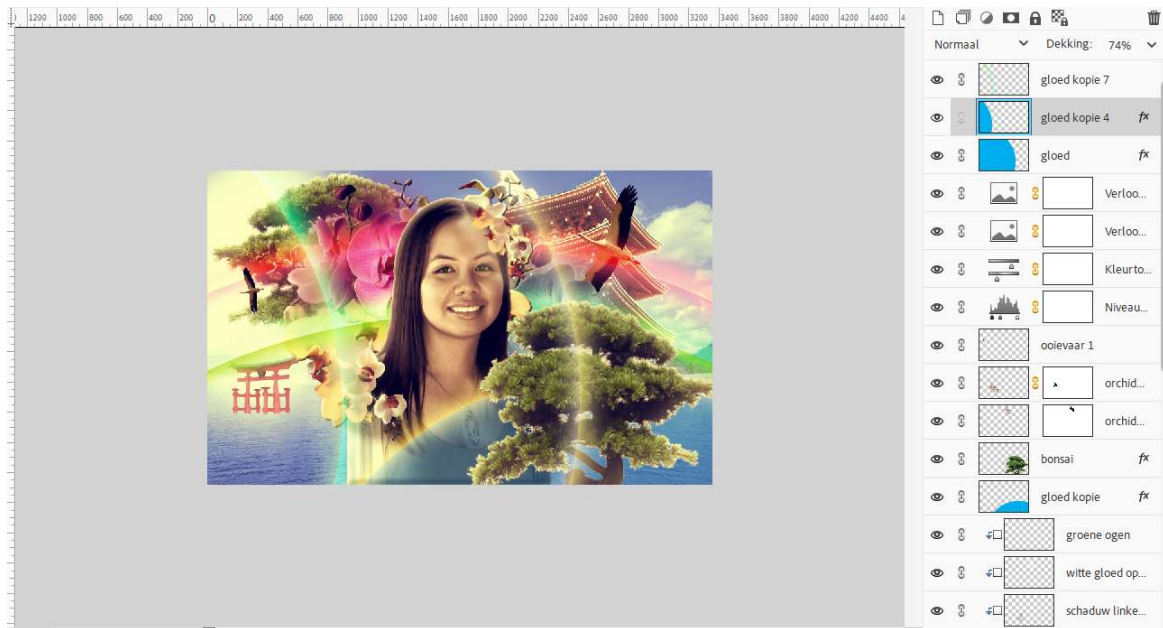 1200 1000 800 600 400 200 0 200 400 600 800 1000 1200 1400 1600 1800 2000 2200 2400 2600 2800 3000 3200 3400 3600 3800 4000 4200 4400 4
Normaal Dekking: 74%
gloed kopie 7
gloed kopie 4 fx
gloed fx
Verloo...
Verloo...
Kleurto...
Niveau...
ooievaar 1
orchid...
orchid...
bonsai fx
gloed kopie fx
groene ogen
witte gloed op...
schaduw linke...